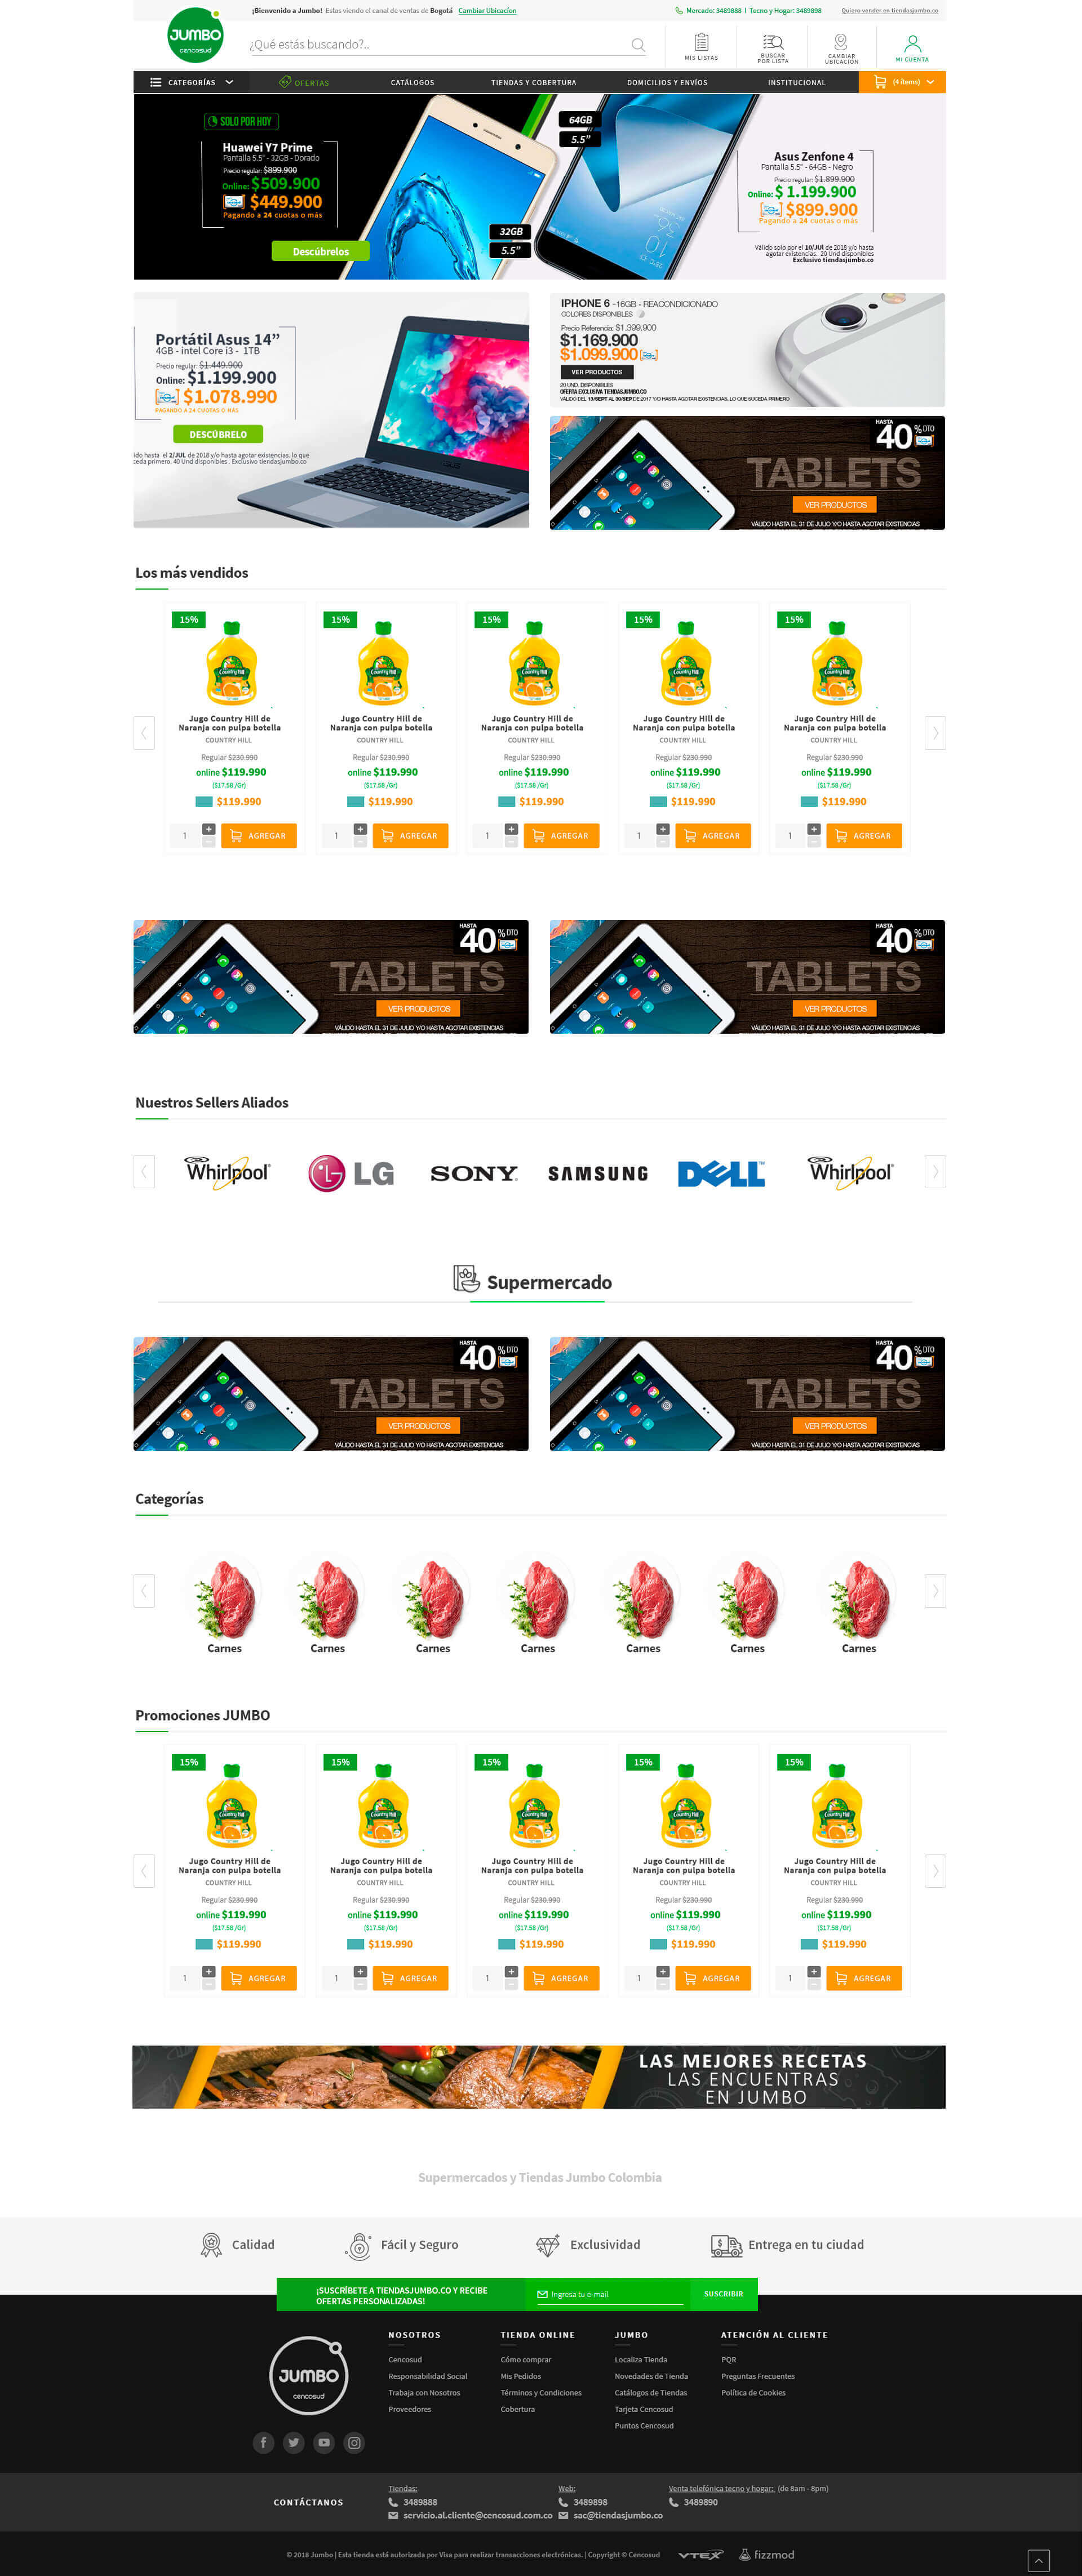 ¡Bienvenido a Jumbo! Estas viendo el canal de ventas de Bogotá Cambiar Ubicación
Mercado: 3489888 | Tecno y Hogar: 3489898
Quiero vender en tiendasjumbo.co
JUMBO
cencosud
¿Qué estás buscando?..
MIS LISTAS
BUSCAR
POR LISTA
CAMBIAR
UBICACIÓN
MI CUENTA
CATEGORÍAS
OFERTAS
CATÁLOGOS
TIENDAS Y COBERTURA
DOMICILIOS Y ENVÍOS
INSTITUCIONAL
(4 ítems)
SOLO POR HOY
Huawei Y7 Prime
Pantalla 5.5" - 32GB - Dorado
Precio regular: $899.900
Online: $509.900
$449.900
Pagando a 24 cuotas o más
Descúbrelos
64GB
5.5”
32GB
5.5”
Asus Zenfone 4
Pantalla 5.5" - 64GB - Negro
Precio regular: $1.899.900
Online: $ 1.199.900
$899.900
Pagando a 24 cuotas o más
Válido solo por el 10/JUl de 2018 y/o hasta
agotar existencias. 20 Und disponibles
Exclusivo tiendasjumbo.co
Portátil Asus 14”
4GB - intel Core i3 - 1TB
Precio regular: $1.449.900
Online: $1.199.900
$1.078.990
PAGANDO A 24 CUOTAS O MÁS
DESCÚBRELO
ido hasta el 2/JUL de 2018 y/o hasta agotar existencias. lo que
ceda primero. 40 Und disponibles . Exclusivo tiendasjumbo.co
IPHONE 6 -16GB - REACONDICIONADO
COLORES DISPONIBLES
Precio Referencia: $1.399.900
$1.169.900
$1.099.900
VER PRODUCTOS
20 UND. DISPONIBLES
OFERTA EXCLUSIVA TIENDASJUMBO.CO
VÁLIDO DEL 13/SEPT AL 30/SEP DE 2017 Y/O HASTA AGOTAR EXISTENCIAS, LO QUE SUCEDA PRIMERO
HASTA
40 % DTO
TABLETS
VER PRODUCTOS
VÁLIDO HASTA EL 31 DE JULIO Y/O HASTA AGOTAR EXISTENCIAS
Los más vendidos
15% 15% 15% 15% 15%
Country Hill Country Hill Country Hill Country Hill Country Hill
Jugo Country Hill de Jugo Country Hill de Jugo Country Hill de Jugo Country Hill de Jugo Country Hill de
Naranja con pulpa botella Naranja con pulpa botella Naranja con pulpa botella Naranja con pulpa botella Naranja con pulpa botella
COUNTRY HILL COUNTRY HILL COUNTRY HILL COUNTRY HILL COUNTRY HILL
Regular $230.990 Regular $230.990 Regular $230.990 Regular $230.990 Regular $230.990
online $119.990 online $119.990 online $119.990 online $119.990 online $119.990
($17.58 /Gr) ($17.58 /Gr) ($17.58 /Gr) ($17.58 /Gr) ($17.58 /Gr)
$119.990 $119.990 $119.990 $119.990 $119.990
1 + - AGREGAR 1 + - AGREGAR 1 + - AGREGAR 1 + - AGREGAR 1 + - AGREGAR
HASTA
40 % DTO
TABLETS
VER PRODUCTOS
VÁLIDO HASTA EL 31 DE JULIO Y/O HASTA AGOTAR EXISTENCIAS
HASTA
40 % DTO
TABLETS
VER PRODUCTOS
VÁLIDO HASTA EL 31 DE JULIO Y/O HASTA AGOTAR EXISTENCIAS
Nuestros Sellers Aliados
Whirlpool LG SONY SAMSUNG DELL Whirlpool
Supermercado
HASTA
40 % DTO
TABLETS
VER PRODUCTOS
VÁLIDO HASTA EL 31 DE JULIO Y/O HASTA AGOTAR EXISTENCIAS
HASTA
40 % DTO
TABLETS
VER PRODUCTOS
VÁLIDO HASTA EL 31 DE JULIO Y/O HASTA AGOTAR EXISTENCIAS
Categorías
Carnes Carnes Carnes Carnes Carnes Carnes Carnes
Promociones JUMBO
15% 15% 15% 15% 15%
Country Hill Country Hill Country Hill Country Hill Country Hill
Jugo Country Hill de Jugo Country Hill de Jugo Country Hill de Jugo Country Hill de Jugo Country Hill de
Naranja con pulpa botella Naranja con pulpa botella Naranja con pulpa botella Naranja con pulpa botella Naranja con pulpa botella
COUNTRY HILL COUNTRY HILL COUNTRY HILL COUNTRY HILL COUNTRY HILL
Regular $230.990 Regular $230.990 Regular $230.990 Regular $230.990 Regular $230.990
online $119.990 online $119.990 online $119.990 online $119.990 online $119.990
($17.58 /Gr) ($17.58 /Gr) ($17.58 /Gr) ($17.58 /Gr) ($17.58 /Gr)
$119.990 $119.990 $119.990 $119.990 $119.990
1 + - AGREGAR 1 + - AGREGAR 1 + - AGREGAR 1 + - AGREGAR 1 + - AGREGAR
LAS MEJORES RECETAS
LAS ENCUENTRAS
EN JUMBO
Supermercados y Tiendas Jumbo Colombia
Calidad
Fácil y Seguro
Exclusividad
Entrega en tu ciudad
¡SUSCRÍBETE A TIENDASJUMBO.CO Y RECIBE
OFERTAS PERSONALIZADAS!
Ingresa tu e-mail
SUSCRIBIR
JUMBO
cencosud
NOSOTROS
Cencosud
Responsabilidad Social
Trabaja con Nosotros
Proveedores
TIENDA ONLINE
Cómo comprar
Mis Pedidos
Términos y Condiciones
Cobertura
JUMBO
Localiza Tienda
Novedades de Tienda
Catálogos de Tiendas
Tarjeta Cencosud
Puntos Cencosud
ATENCIÓN AL CLIENTE
PQR
Preguntas Frecuentes
Política de Cookies
CONTÁCTANOS
Tiendas:
3489888
servicio.al.cliente@cencosud.com.co
Web:
3489898
sac@tiendasjumbo.co
Venta telefónica tecno y hogar: (de 8am - 8pm)
3489890
© 2018 Jumbo | Esta tienda está autorizada por Visa para realizar transacciones electrónicas. | Copyright © Cencosud
VTEX
fizzmod